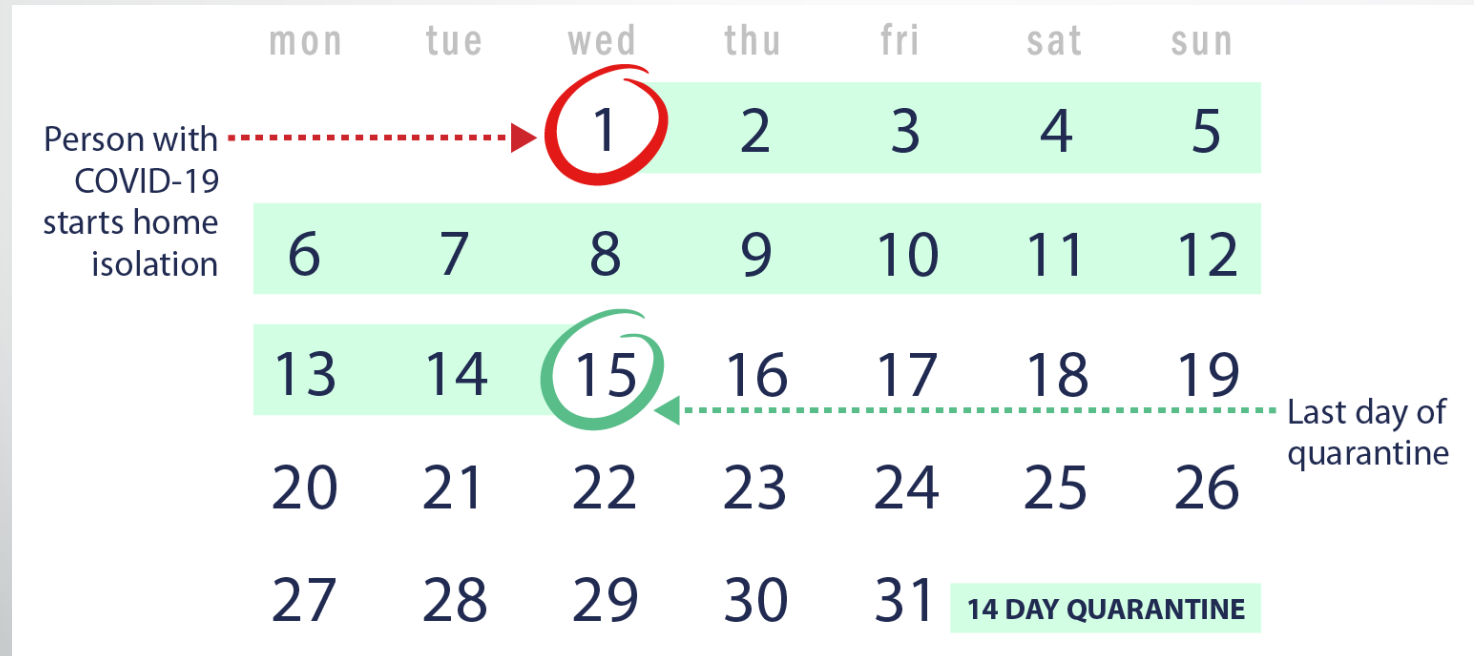 mon tue wed thu fri sat sun
Person with
COVID-19
starts home
isolation
1 2 3 4 5
6 7 8 9 10 11 12
13 14 15 16 17 18 19
Last day of
quarantine
20 21 22 23 24 25 26
27 28 29 30 31 14 DAY QUARANTINE